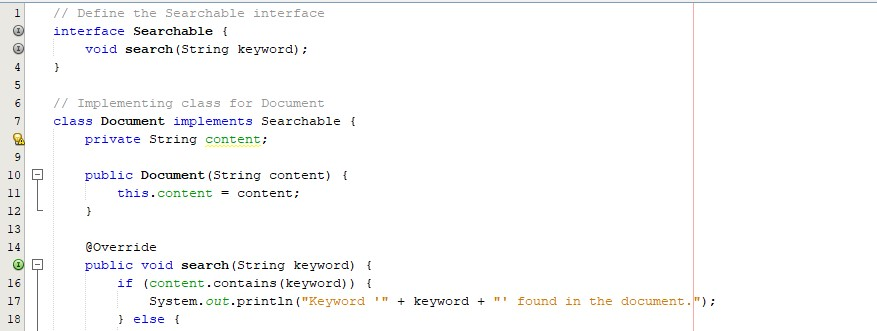 1 // Define the Searchable interface
interface Searchable {
void search(String keyword);
4 }
5
6 // Implementing class for Document
7 class Document implements Searchable {
private String content;
9
10 public Document(String content) {
11 this.content = content;
12 }
13
14 @Override
public void search(String keyword) {
16 if (content.contains(keyword)) {
17 System.out.println("Keyword '" + keyword + "' found in the document.");
18 } else {